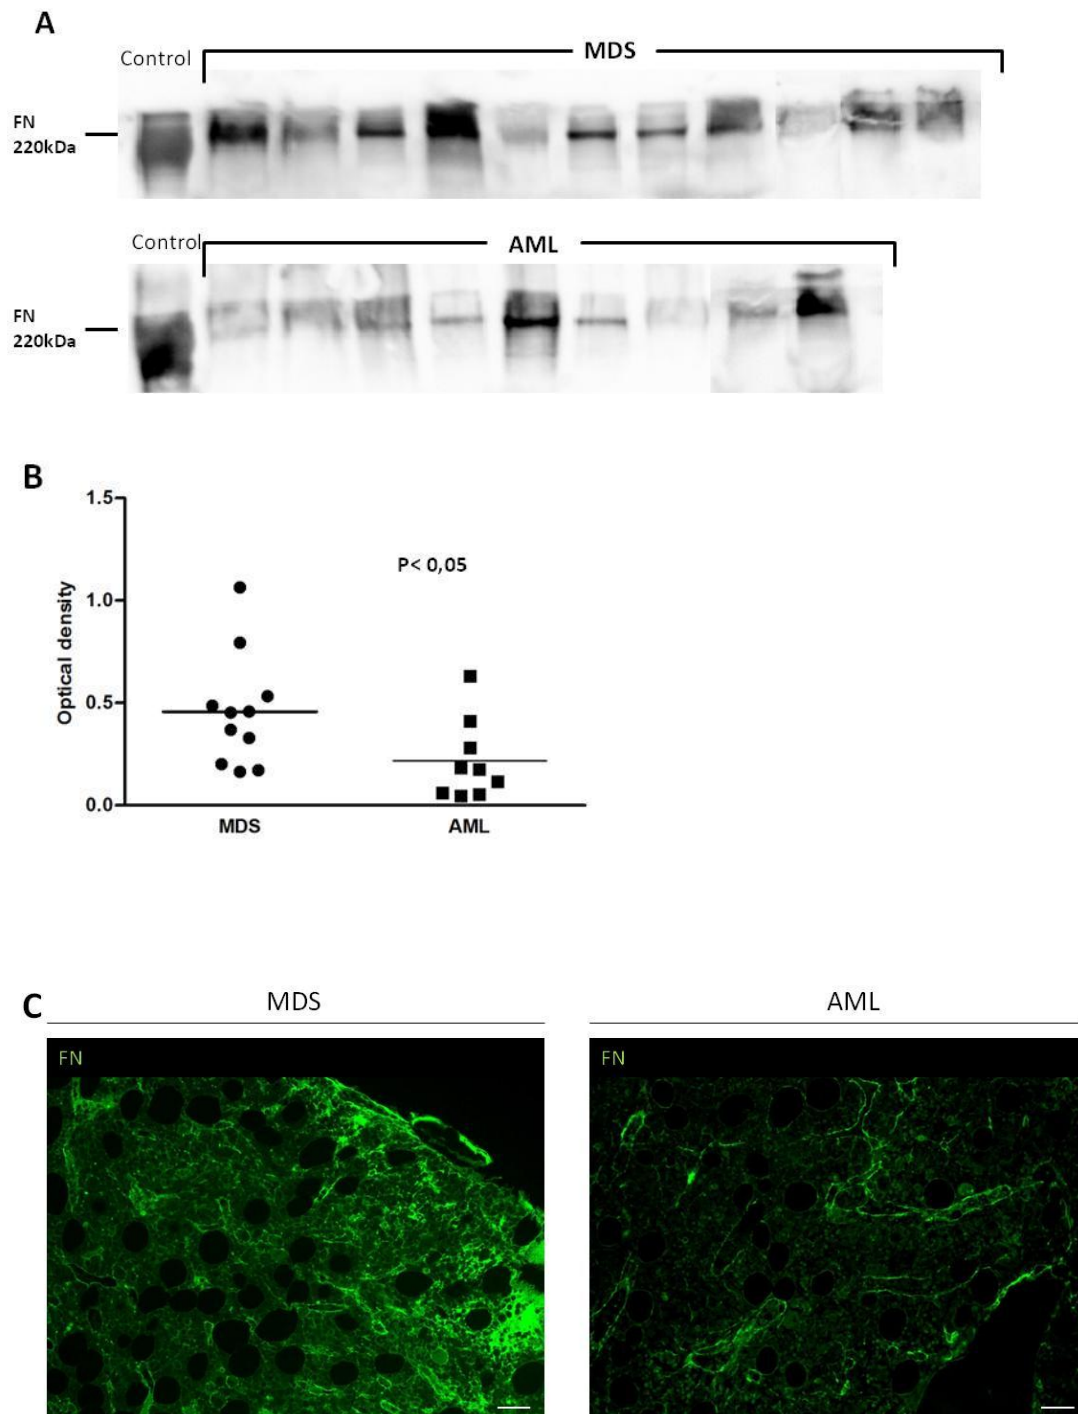 A
Control
MDS
FN
220kDa
Control
AML
FN
220kDa
B
1.5
1.0
0.5
0.0
Optical density
P< 0,05
MDS
AML
C
MDS
AML
FN
FN